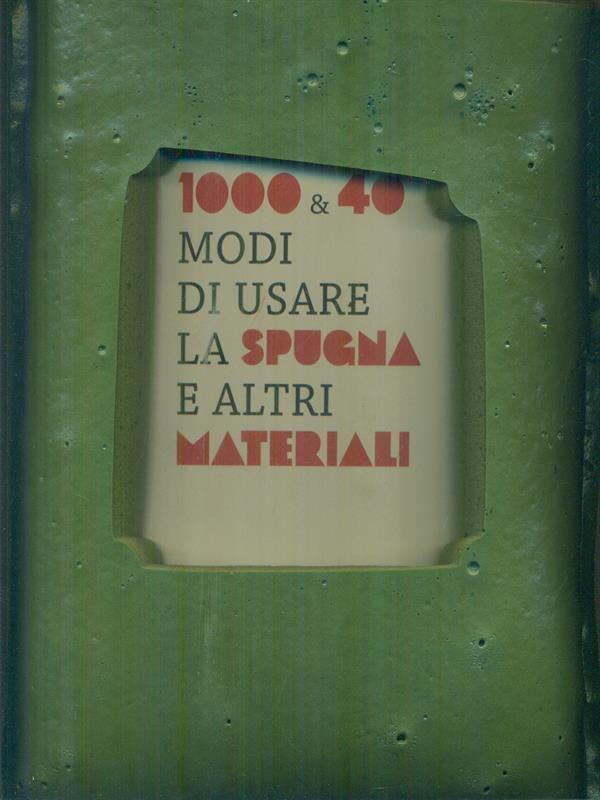 1000 & 40
MODI
DI USARE
LA SPUGNA
E ALTRI
MATERIALI